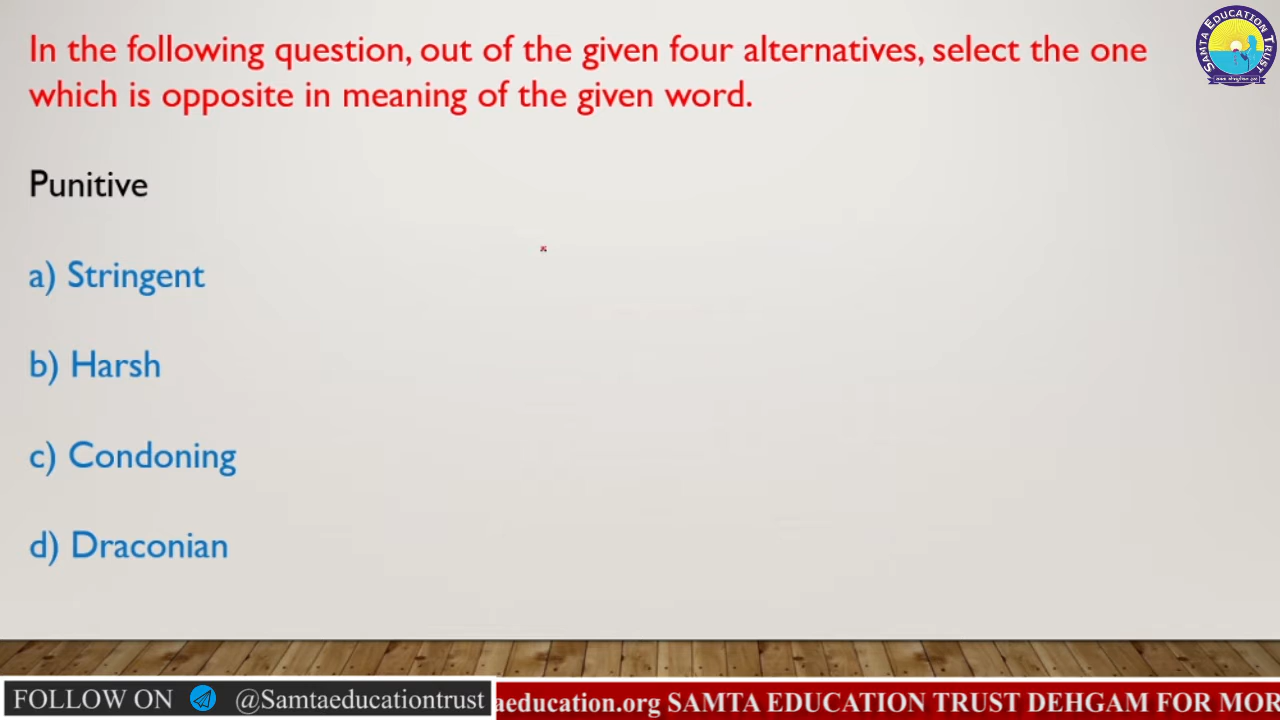 In the following question, out of the given four alternatives, select the one
which is opposite in meaning of the given word.
Punitive
a) Stringent
b) Harsh
c) Condoning
d) Draconian
SAMTA EDUCATION TRUST
FOLLOW ON @Samtaeducationtrust
aeducation.org SAMTA EDUCATION TRUST DEHGAM FOR MOR